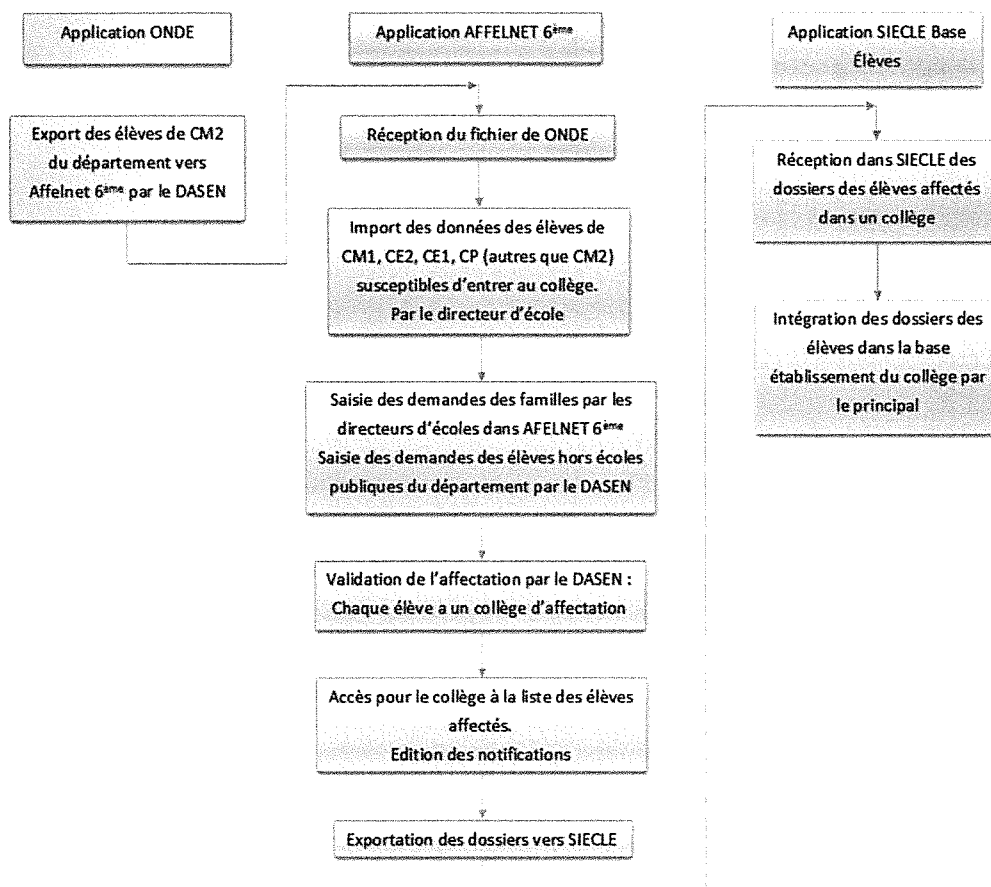 Application ONDE
Application AFFELNET 6ème
Application SIECLE Base
Élèves
Export des élèves de CM2
du département vers
Affelnet 6ème par le DASEN
Réception du fichier de ONDE
Import des données des élèves de
CM1, CE2, CE1, CP (autres que CM2)
susceptibles d'entrer au collège.
Par le directeur d'école
Saisie des demandes des familles par les
directeurs d'écoles dans AFELNET 6ème
Saisie des demandes des élèves hors écoles
publiques du département par le DASEN
Validation de l'affectation par le DASEN :
Chaque élève a un collège d'affectation
Accès pour le collège à la liste des élèves
affectés.
Edition des notifications
Exportation des dossiers vers SIECLE
Réception dans SIECLE des
dossiers des élèves affectés
dans un collège
Intégration des dossiers des
élèves dans la base
établissement du collège par
le principal